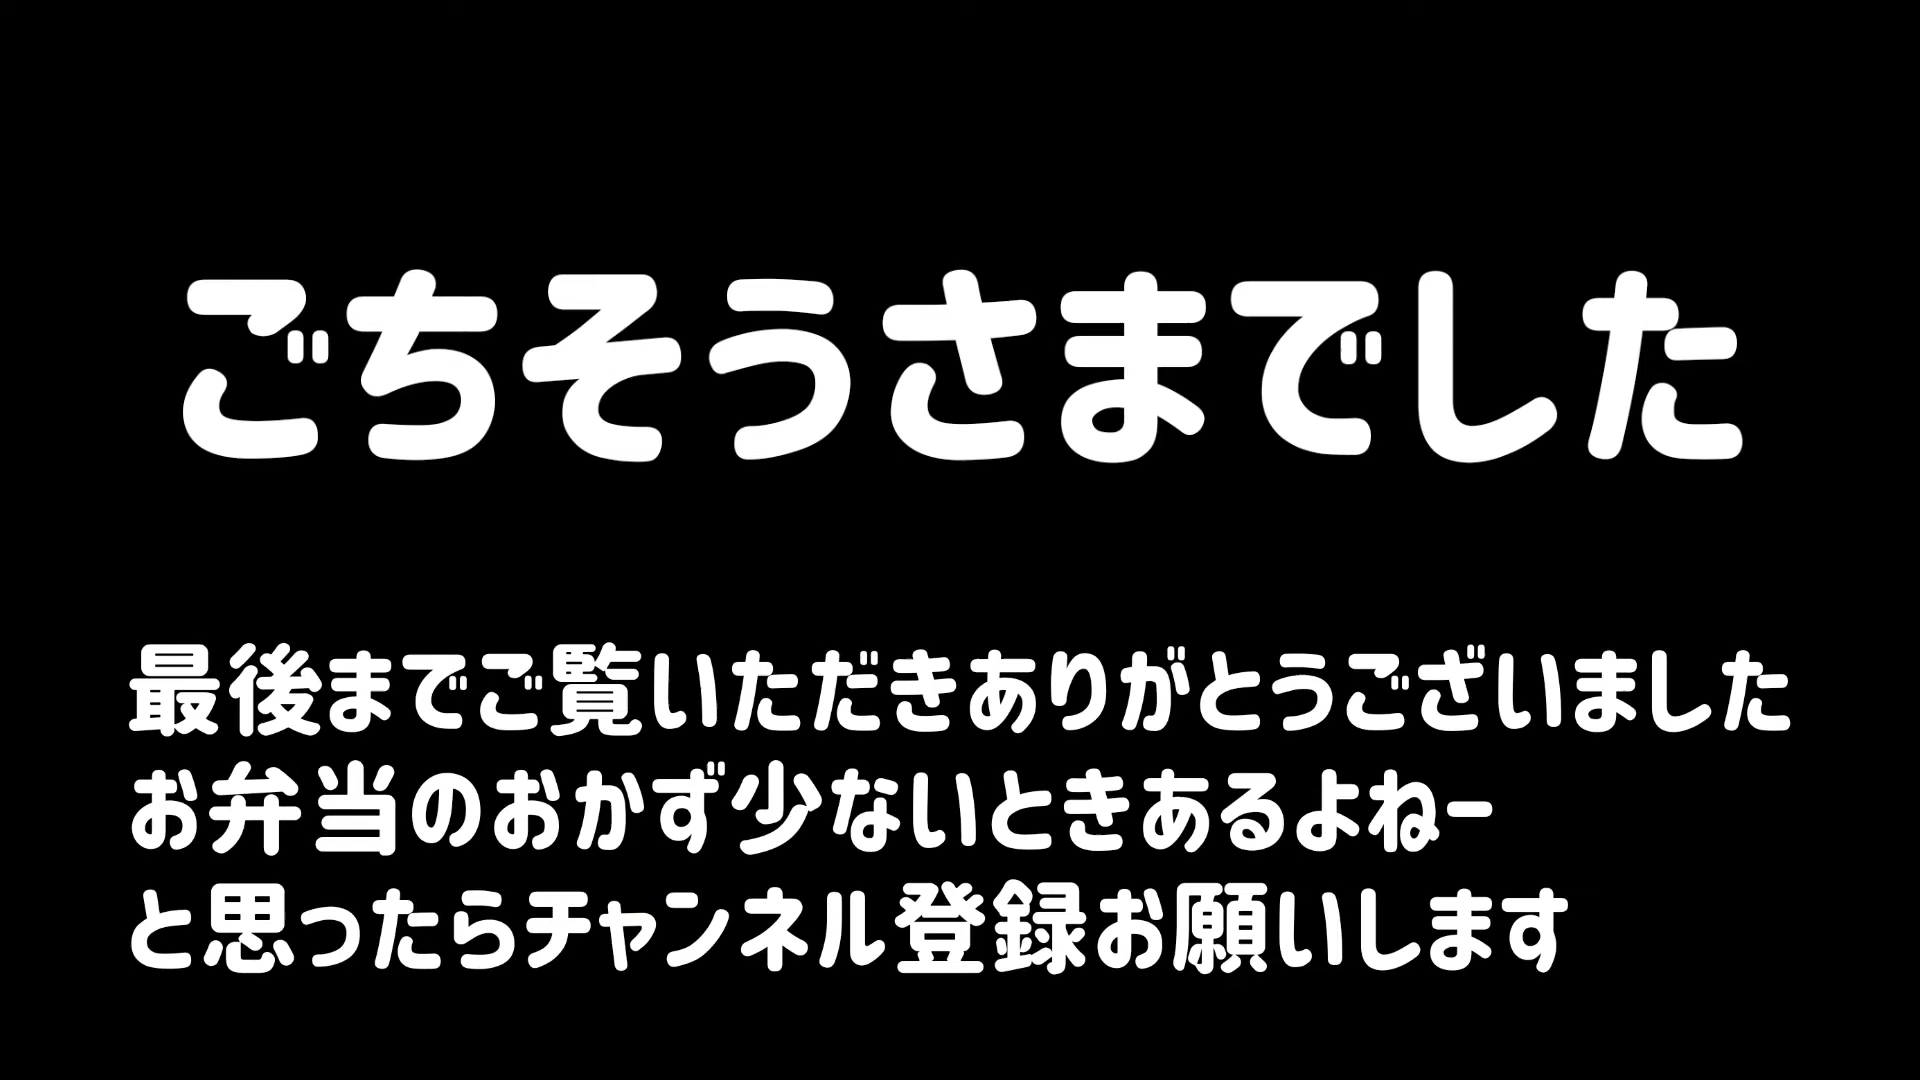 ごちそうさまでした
最後までご覧いただきありがとうございました
お弁当のおかず少ないときあるよねー
と思ったらチャンネル登録お願いします